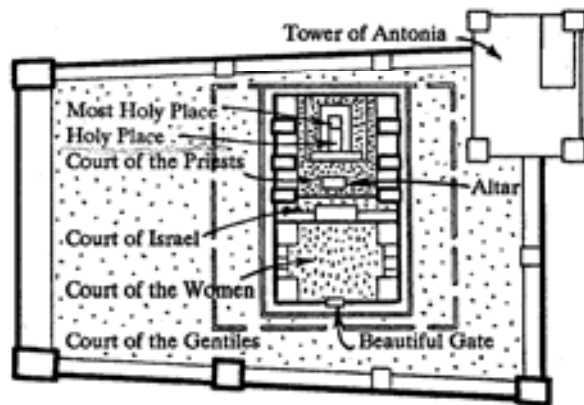 Tower of Antonia
Most Holy Place
Holy Place
Court of the Priests
Altar
Court of Israel
Court of the Women
Court of the Gentiles
Beautiful Gate